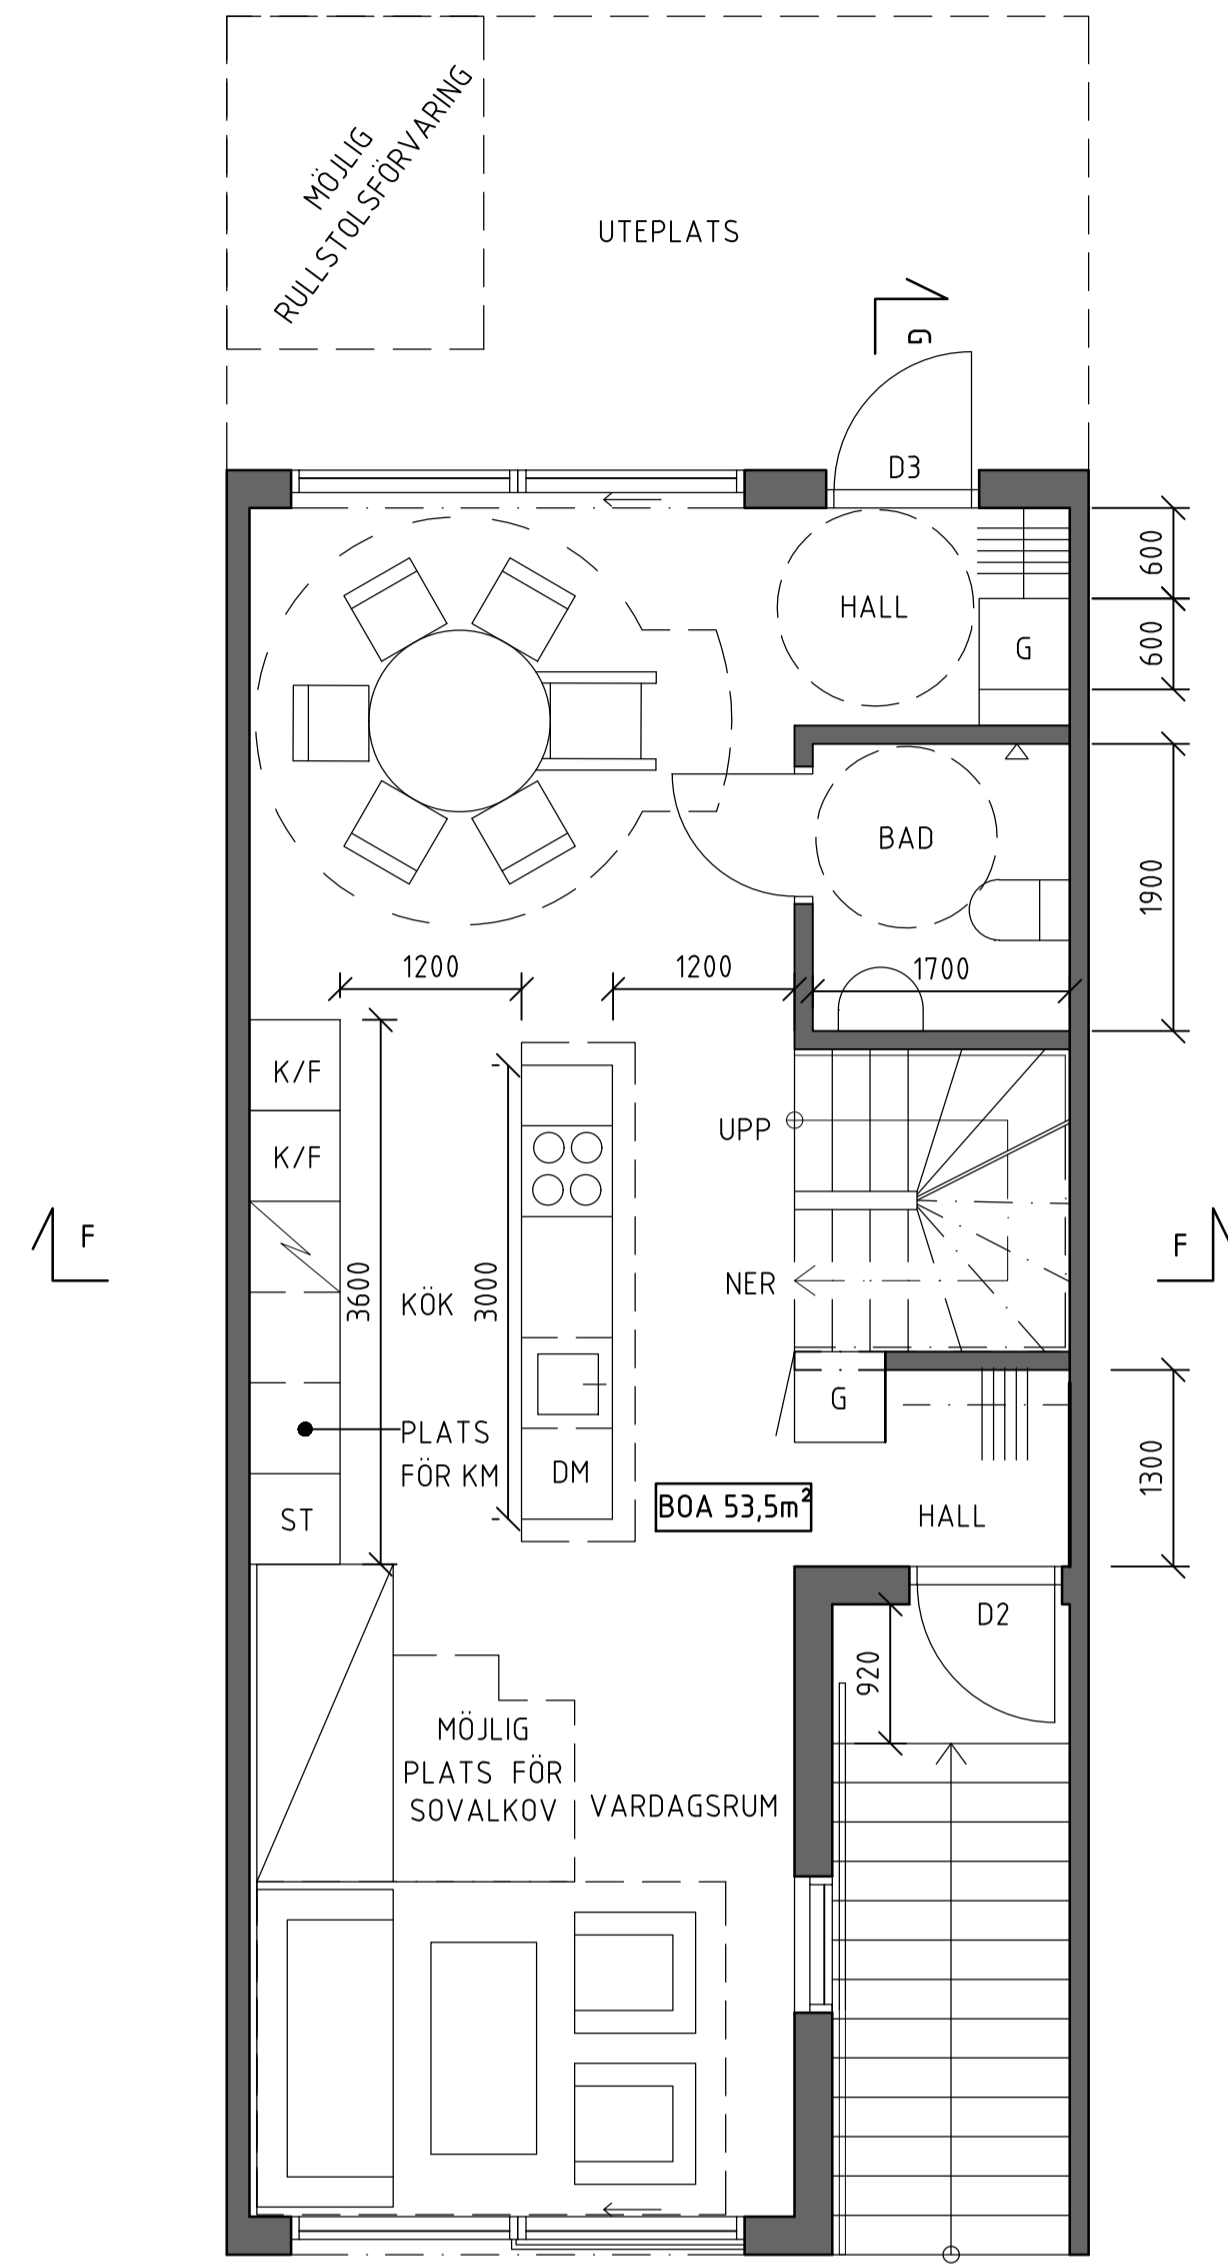 MÖJLIG
RULLSTOLSFÖRVARING
UTEPLATS
G
D3
HALL
600
G
600
BAD
1900
1200
1200
1700
K/F
UPP
K/F
F
F
NER
3600
KÖK
3000
G
PLATS
FÖR KM
DM
1300
BOA 53,5m²
ST
HALL
D2
920
MÖJLIG
PLATS FÖR
SOVALKOV
VARDAGSRUM